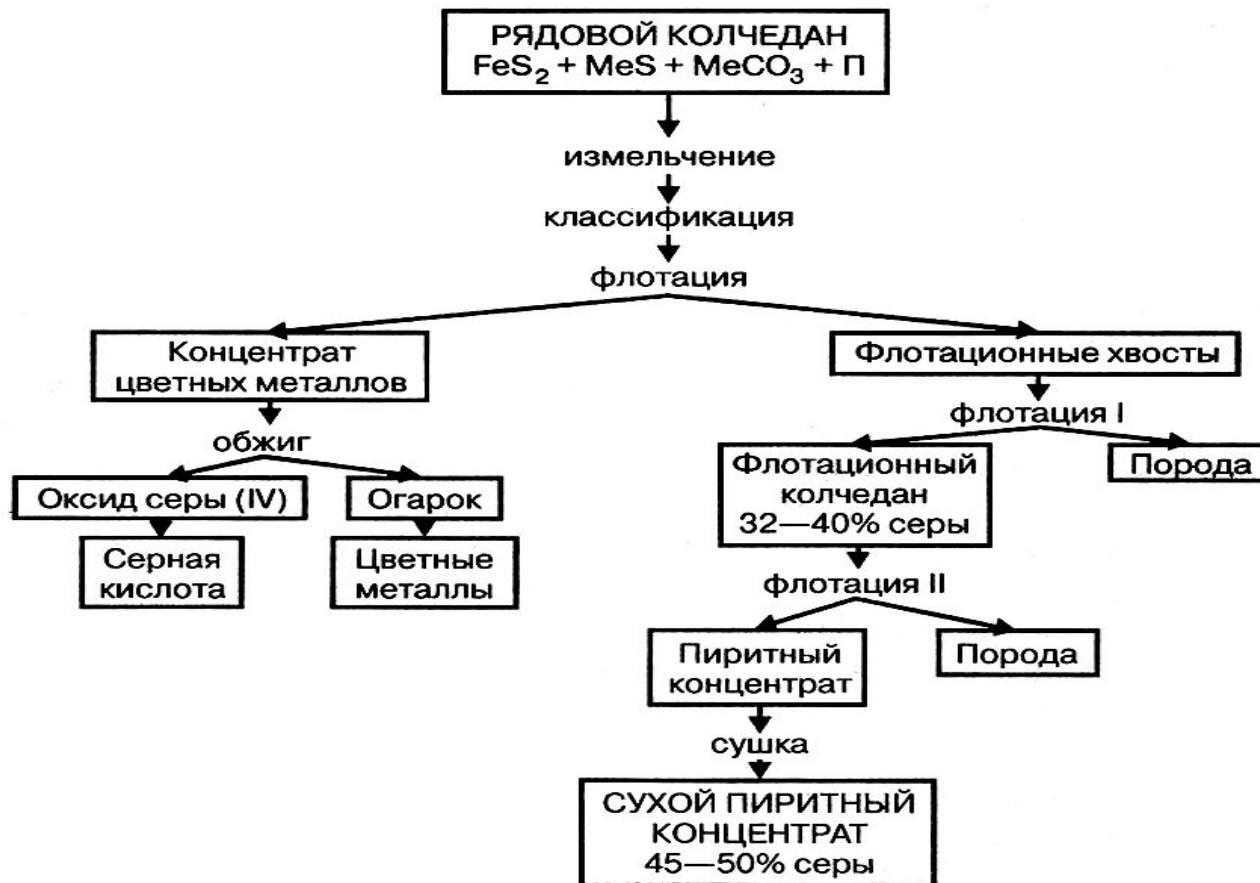 РЯДОВОЙ КОЛЧЕДАН
FeS₂ + MeS + MeCO₃ + П
измельчение
классификация
флотация
Концентрат
цветных металлов
Флотационные хвосты
обжиг
флотация I
Оксид серы (IV)
Огарок
Флотационный
колчедан
32—40% серы
Порода
Серная
кислота
Цветные
металлы
флотация II
Пиритный
концентрат
Порода
сушка
СУХОЙ ПИРИТНЫЙ
КОНЦЕНТРАТ
45—50% серы